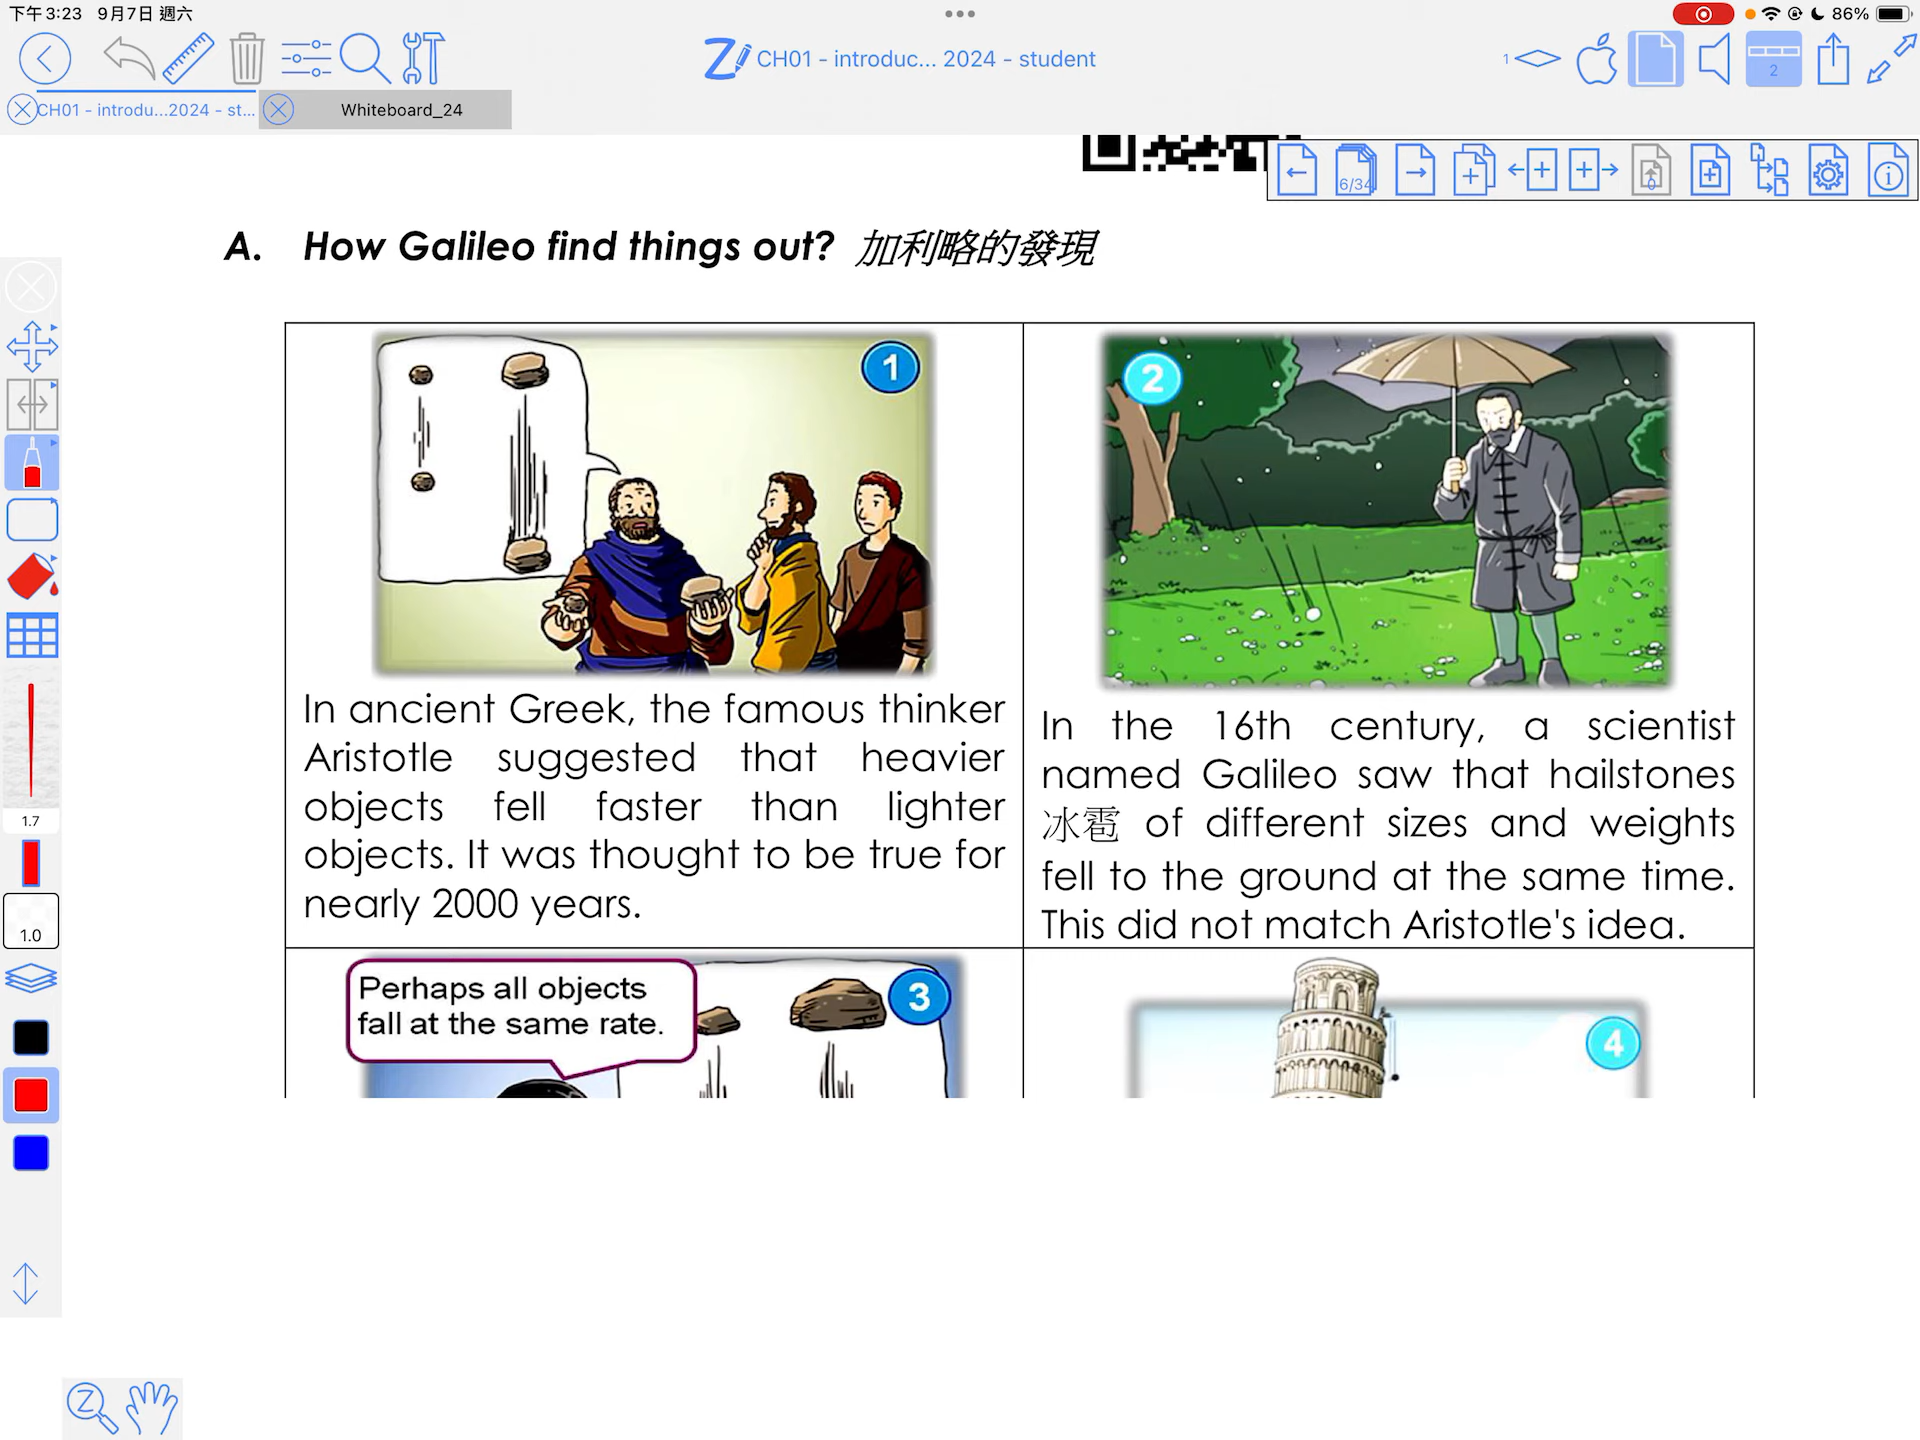 下午3:23 9月7日 週六
86%
CH01 - introduc... 2024 - student
1
2
CH01 - introdu...2024 - st...
Whiteboard_24
6/34
0
A. How Galileo find things out? 加利略的發現
1
In ancient Greek, the famous thinker
Aristotle suggested that heavier
objects fell faster than lighter
objects. It was thought to be true for
nearly 2000 years.
2
In the 16th century, a scientist
named Galileo saw that hailstones
冰雹 of different sizes and weights
fell to the ground at the same time.
This did not match Aristotle's idea.
Perhaps all objects
fall at the same rate.
3
4
1.7
1.0